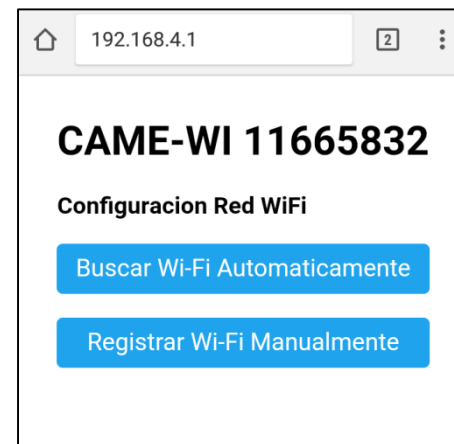 192.168.4.1
2
CAME-WI 11665832
Configuracion Red WiFi
Buscar Wi-Fi Automaticamente
Registrar Wi-Fi Manualmente